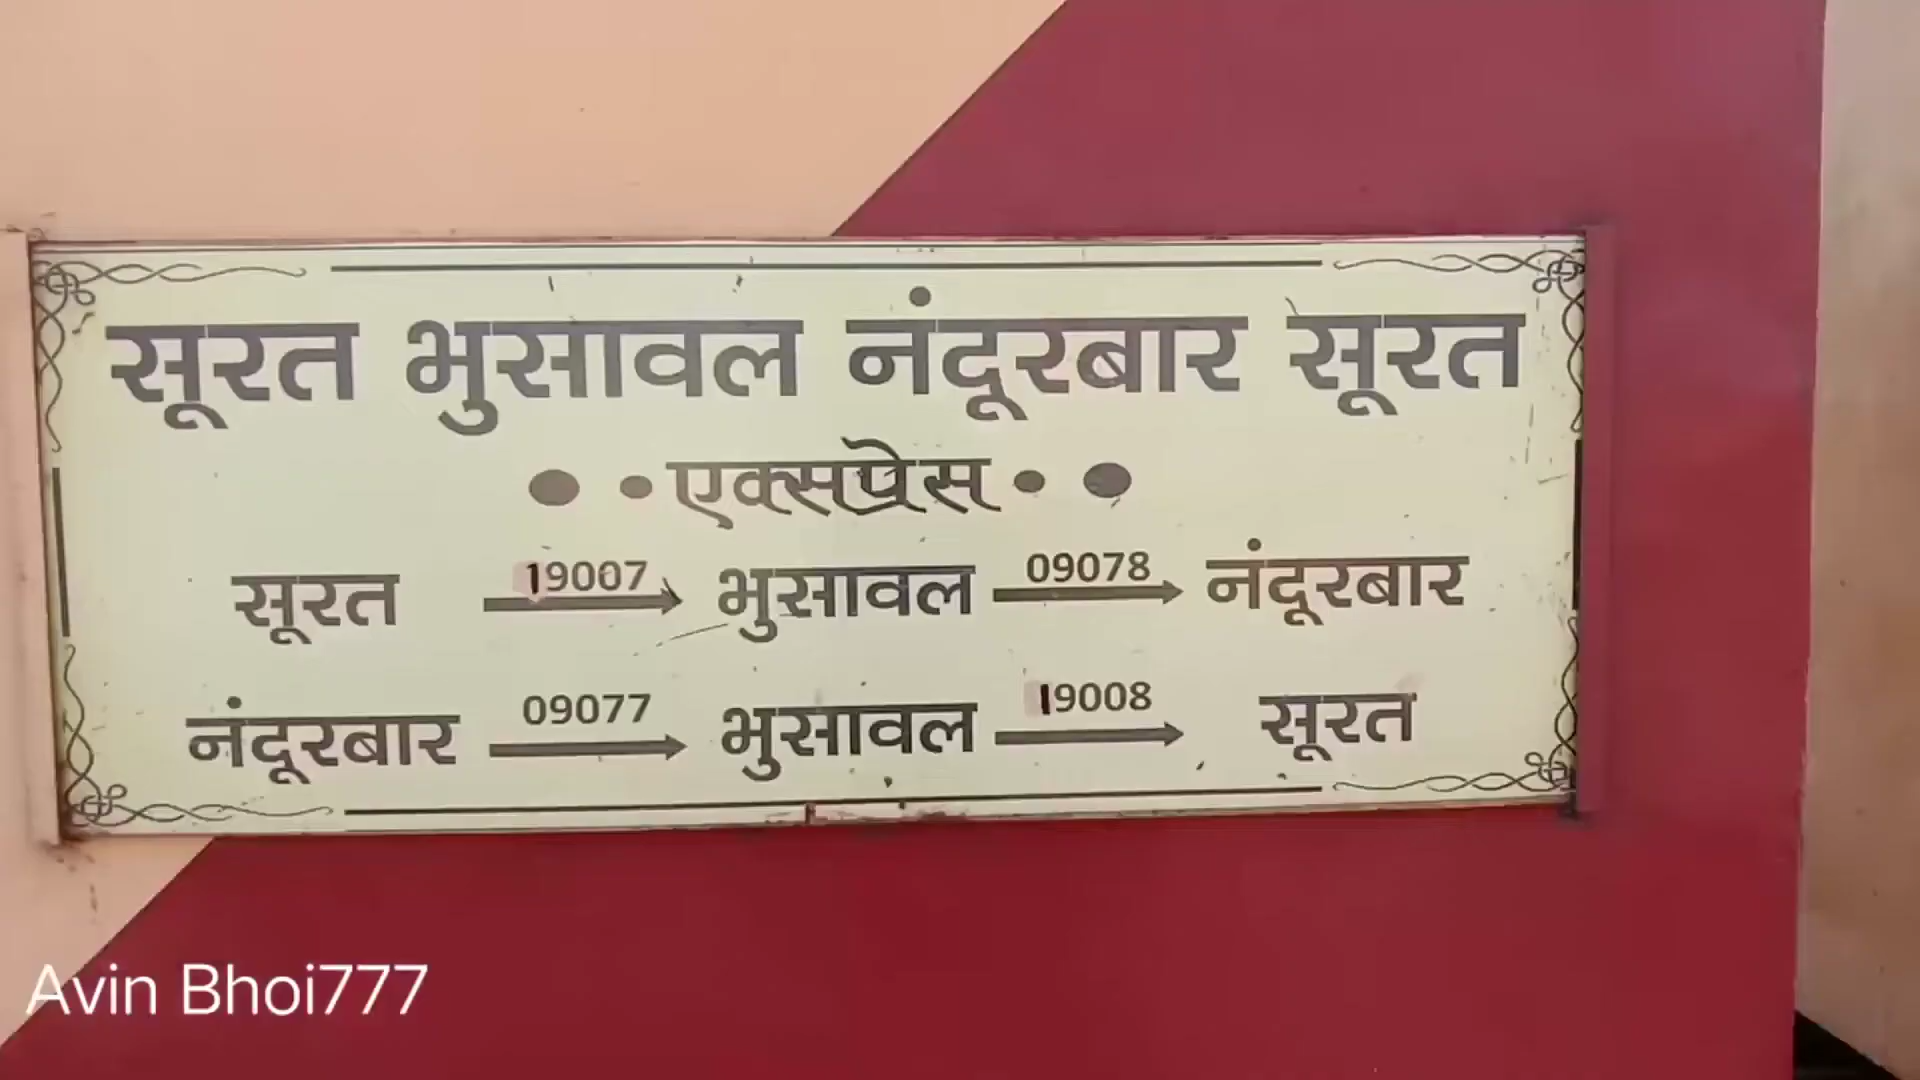 सूरत भुसावल नंदूरबार सूरत
एक्सप्रेस
सूरत 19007 भुसावल 09078 नंदूरबार
नंदूरबार 09077 भुसावल 19008 सूरत
Avin Bhoi777